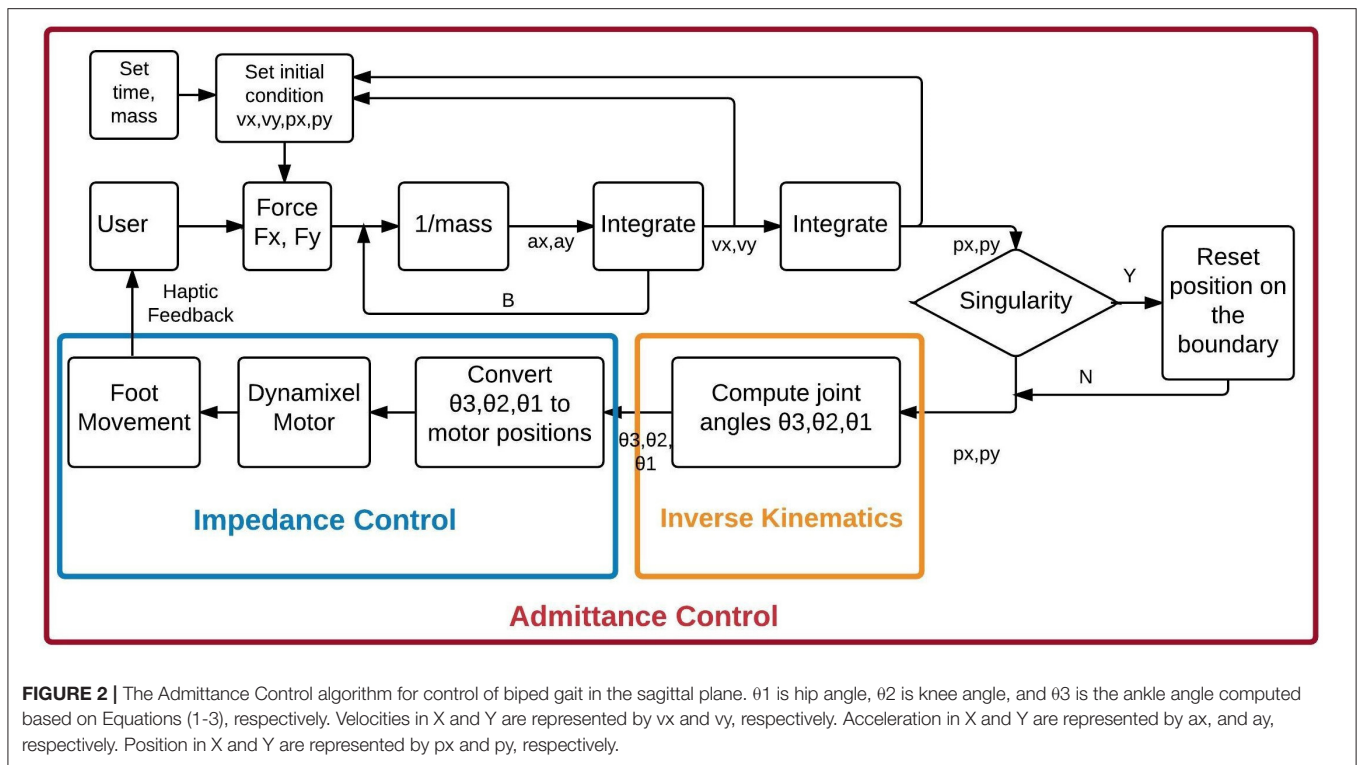 Set
time,
mass
Set initial
condition
vx,vy,px,py
User
Force
Fx, Fy
1/mass
ax,ay
Integrate
vx,vy
Integrate
px,py
Singularity
Y
Reset
position on
the
boundary
Haptic
Feedback
B
N
Foot
Movement
Dynamixel
Motor
Convert
θ3,θ2,θ1 to
motor positions
θ3,θ2,
θ1
Compute joint
angles θ3,θ2,θ1
px,py
Impedance Control
Inverse Kinematics
Admittance Control
FIGURE 2 | The Admittance Control algorithm for control of biped gait in the sagittal plane. θ1 is hip angle, θ2 is knee angle, and θ3 is the ankle angle computed
based on Equations (1-3), respectively. Velocities in X and Y are represented by vx and vy, respectively. Acceleration in X and Y are represented by ax, and ay,
respectively. Position in X and Y are represented by px and py, respectively.